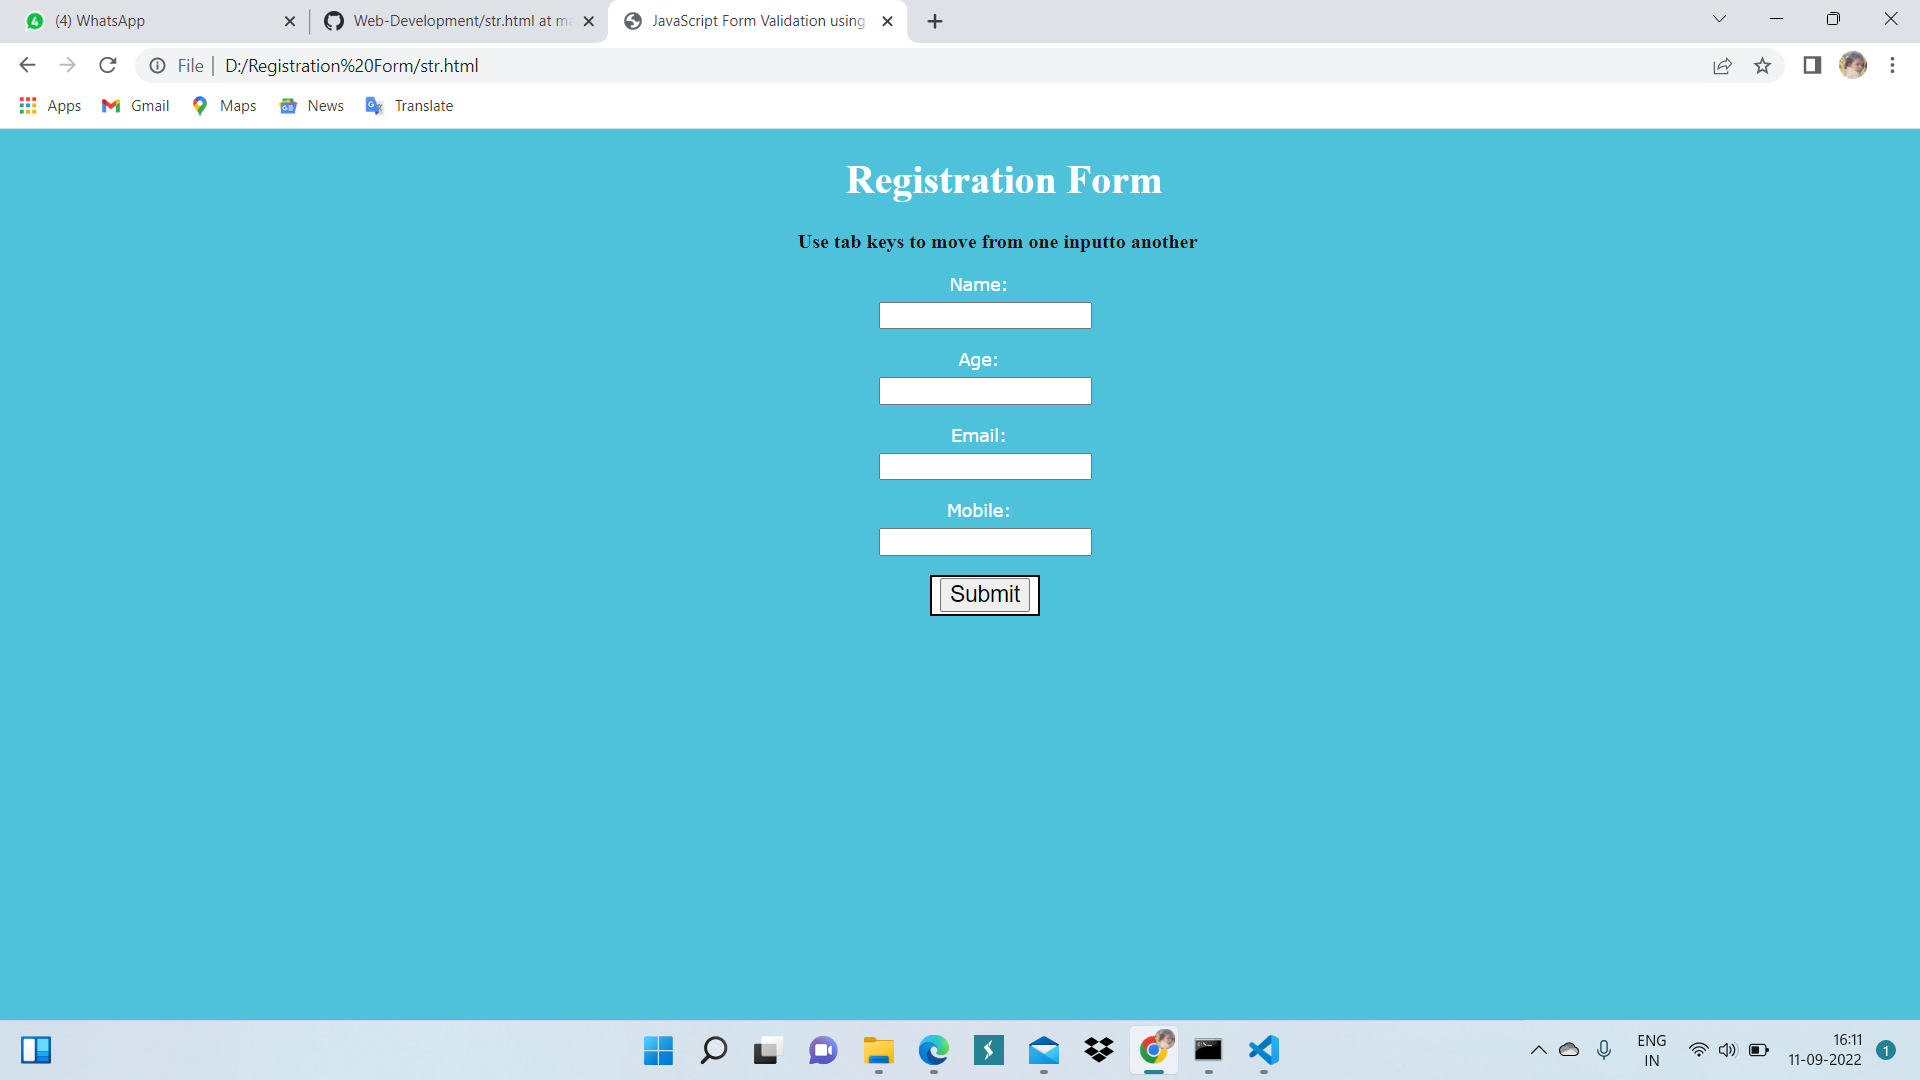 4 (4) WhatsApp
Web-Development/str.html at m
JavaScript Form Validation using
File D:/Registration%20Form/str.html
Apps Gmail Maps News Translate
Registration Form
Use tab keys to move from one inputto another
Name:
Age:
Email:
Mobile:
Submit
ENG 16:11
IN 11-09-2022 1